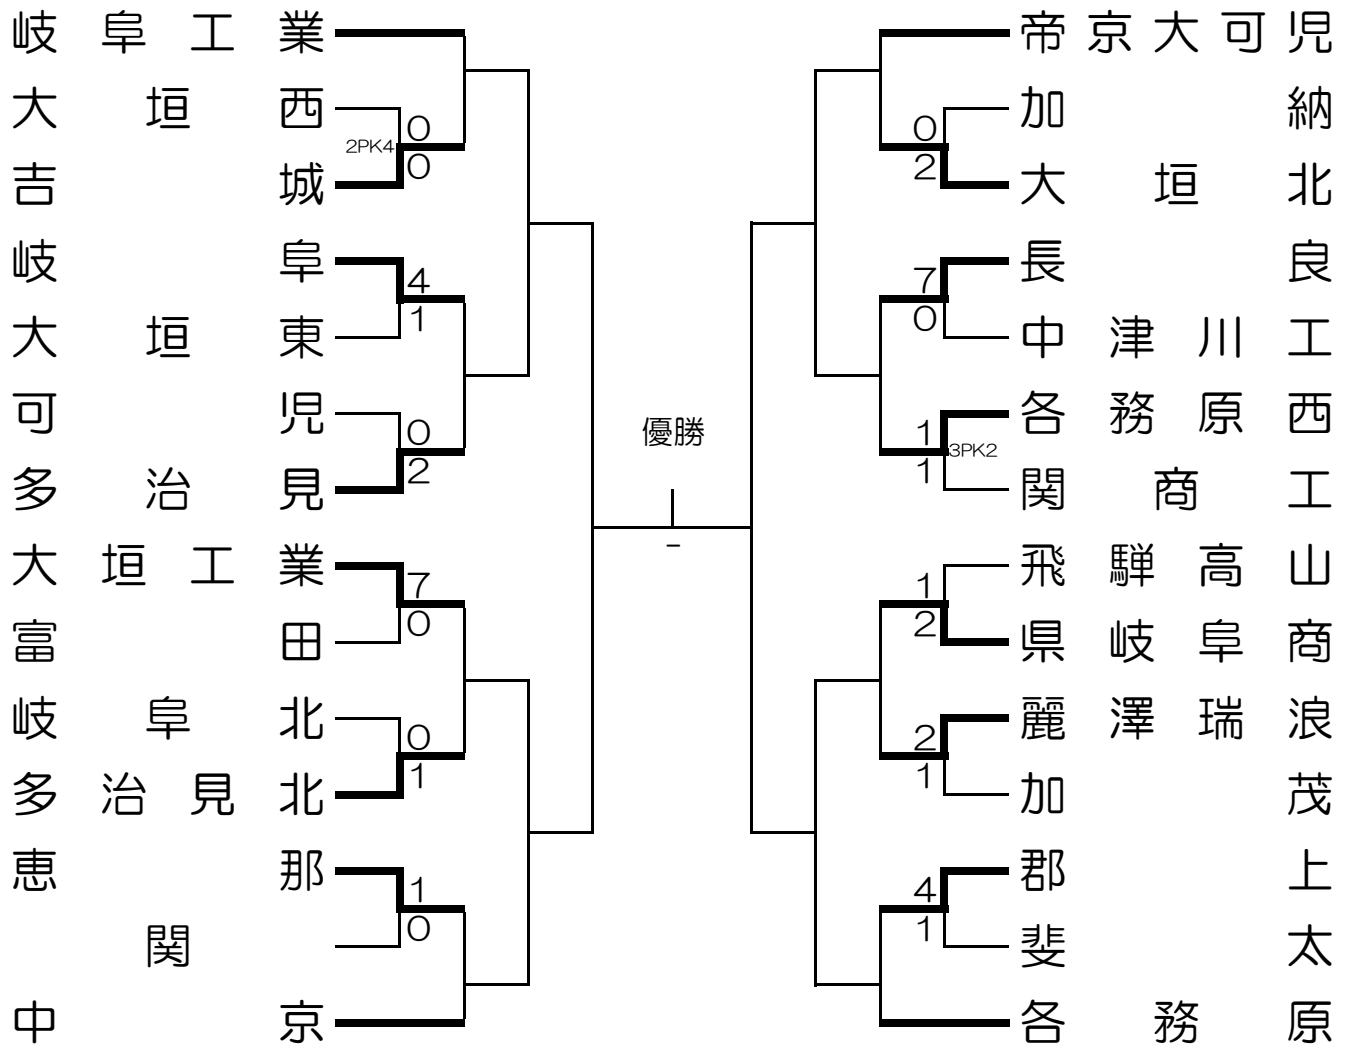 岐阜工業
大垣西
0
2PK4
0
吉城
岐阜
4
1
大垣東
可児
0
2
多治見
大垣工業
7
0
富田
岐阜北
0
1
多治見北
恵那
1
0
関
中京
優勝
-
帝京大可児
加納
0
2
大垣北
長良
7
0
中津川工
各務原西
1
3PK2
1
関商工
飛騨高山
1
2
県岐阜商
麗澤瑞浪
2
1
加茂
郡上
4
1
斐太
各務原